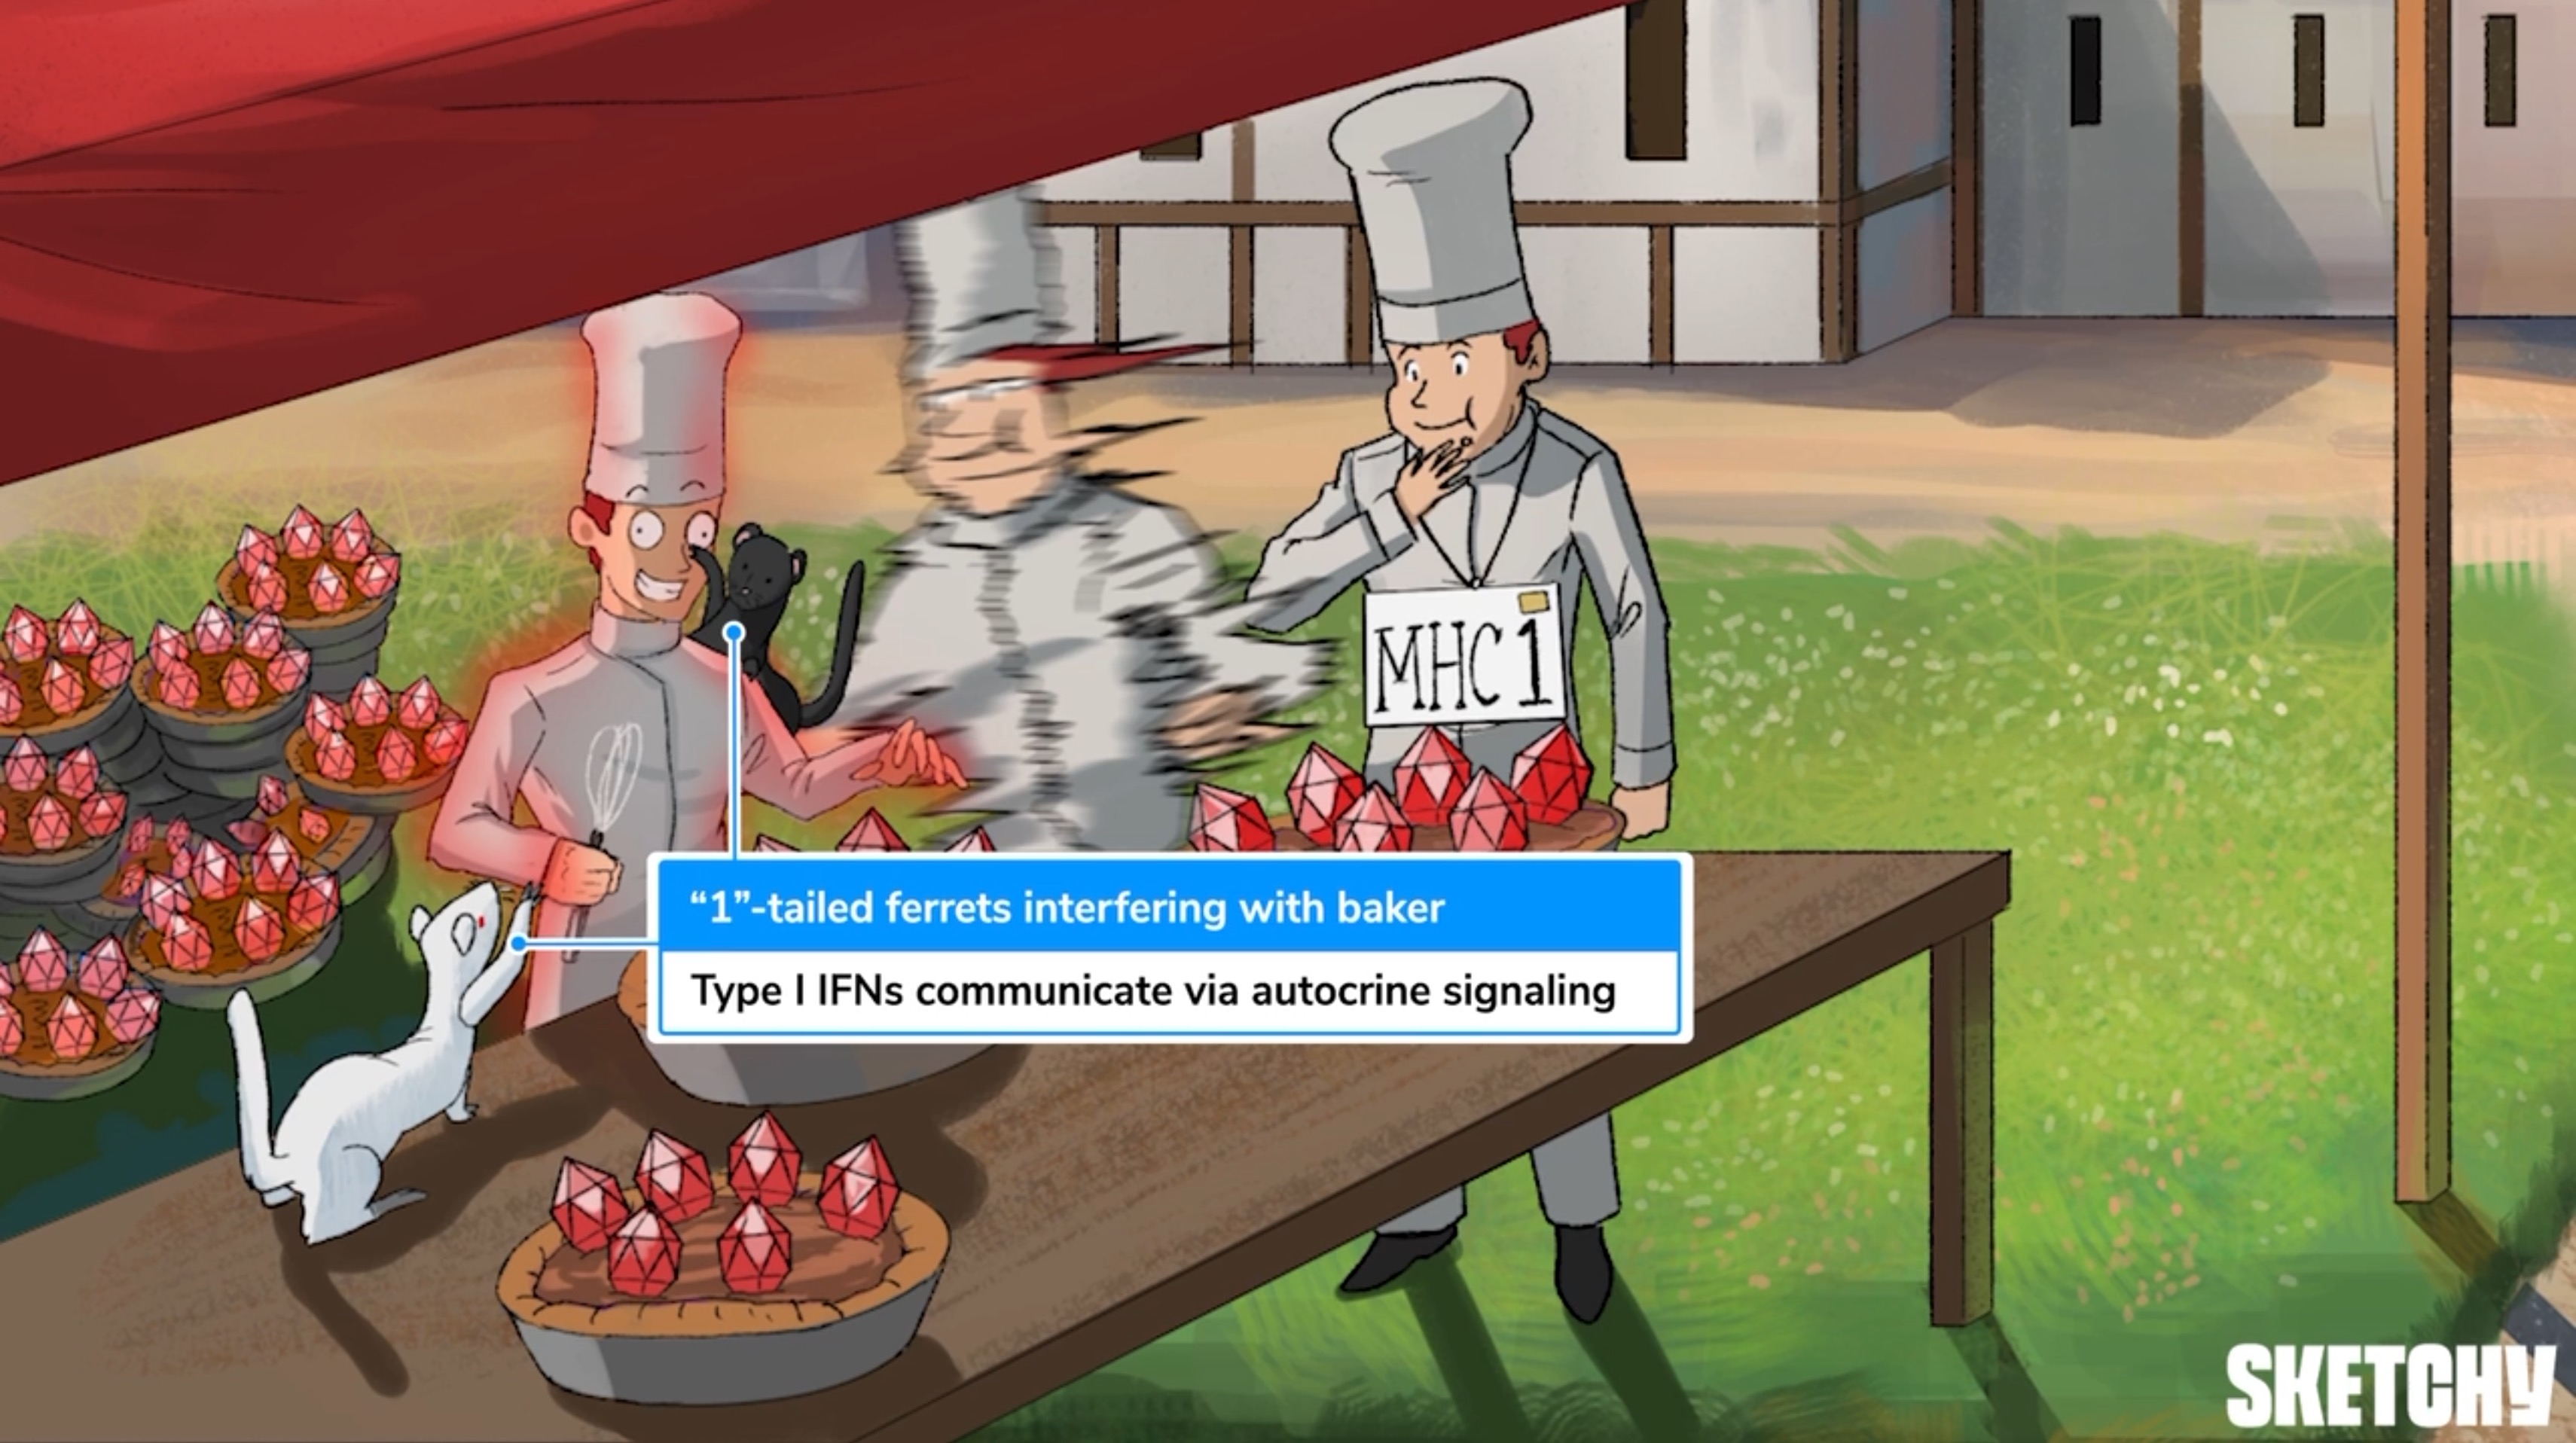 MHC 1
“1”-tailed ferrets interfering with baker
Type I IFNs communicate via autocrine signaling
SKETCHY